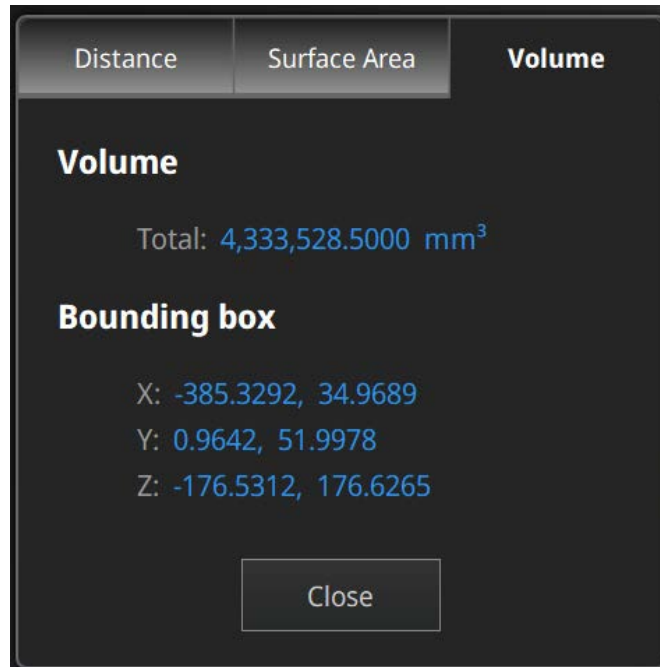 Distance Surface Area Volume
Volume
Total: 4,333,528.5000 mm³
Bounding box
X: -385.3292, 34.9689
Y: 0.9642, 51.9978
Z: -176.5312, 176.6265
Close